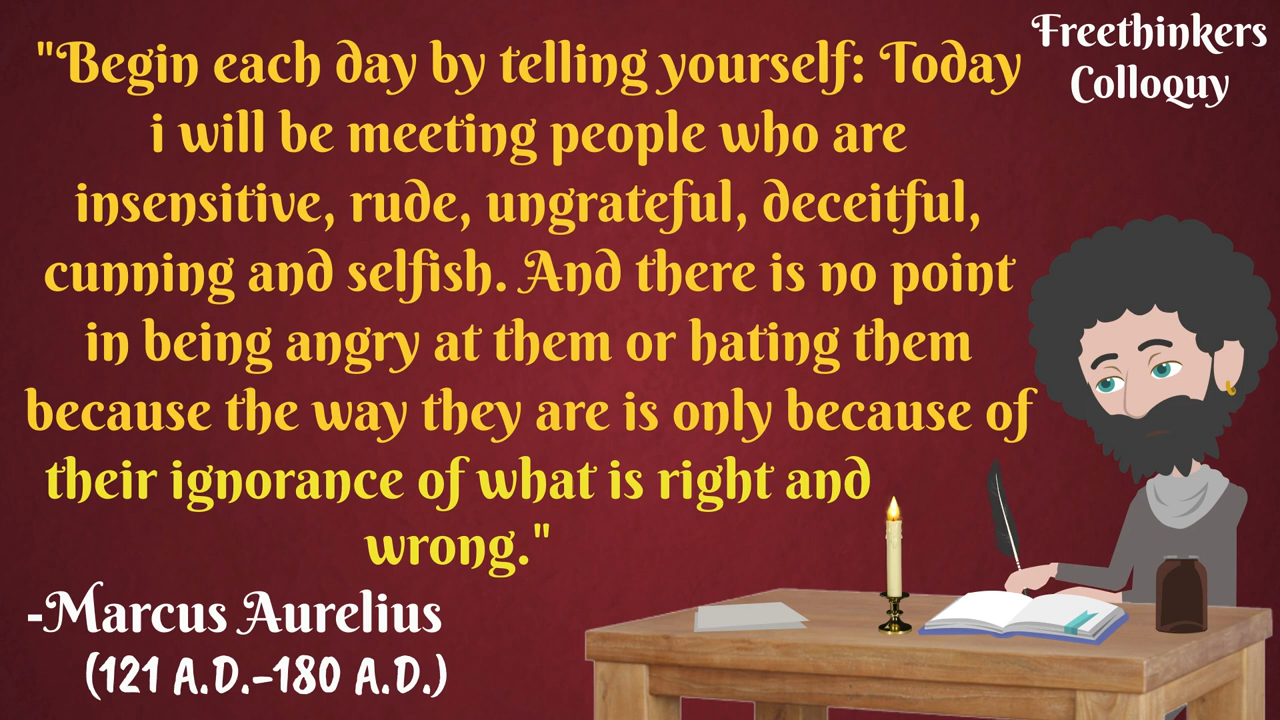 Freethinkers
Colloquy
"Begin each day by telling yourself: Today
i will be meeting people who are
insensitive, rude, ungrateful, deceitful,
cunning and selfish. And there is no point
in being angry at them or hating them
because the way they are is only because of
their ignorance of what is right and
wrong."
-Marcus Aurelius
(121 A.D.-180 A.D.)